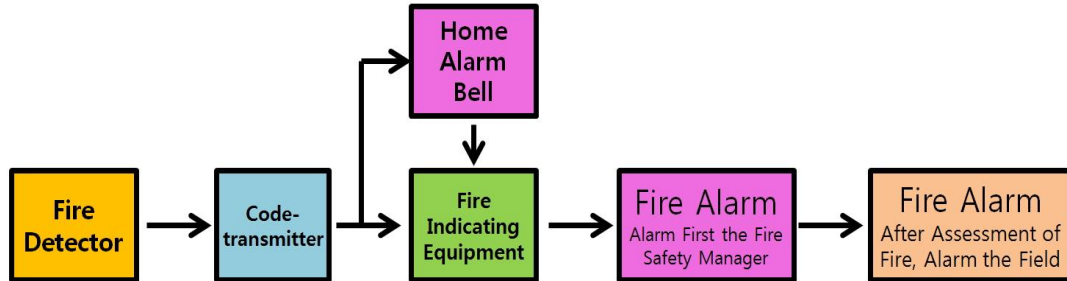 Home
Alarm
Bell
Fire
Detector
Code-
transmitter
Fire
Indicating
Equipment
Fire Alarm
Alarm First the Fire
Safety Manager
Fire Alarm
After Assessment of
Fire, Alarm the Field